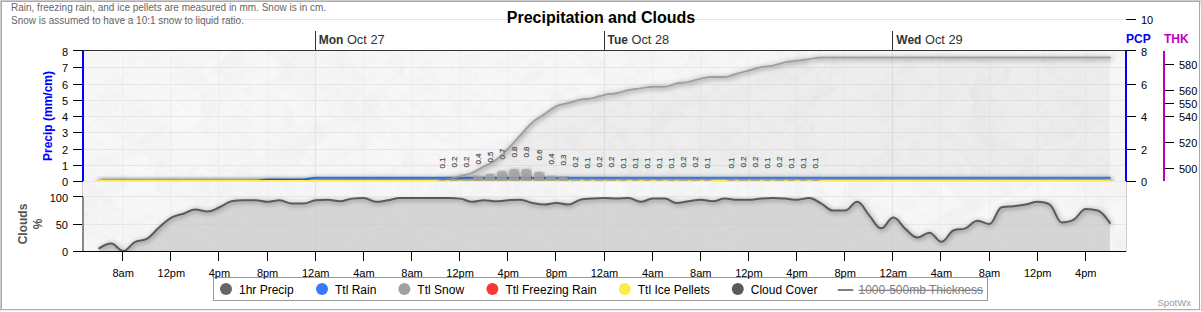 Rain, freezing rain, and ice pellets are measured in mm. Snow is in cm.
Snow is assumed to have a 10:1 snow to liquid ratio.
Precipitation and Clouds
10
Mon Oct 27
Tue Oct 28
Wed Oct 29
PCP
THK
Precip (mm/cm)
8
7
6
5
4
3
2
1
0
8
6
4
2
0
580
560
550
540
520
500
0.1 0.2 0.2 0.4 0.5 0.7 0.8 0.8 0.6 0.4 0.3 0.2 0.1 0.2 0.2 0.1 0.1 0.1 0.1 0.2 0.2 0.1 0.1 0.2 0.2 0.1 0.2 0.1 0.1 0.1
Clouds
%
100
50
0
8am 12pm 4pm 8pm 12am 4am 8am 12pm 4pm 8pm 12am 4am 8am 12pm 4pm 8pm 12am 4am 8am 12pm 4pm
1hr Precip Ttl Rain Ttl Snow Ttl Freezing Rain Ttl Ice Pellets Cloud Cover 1000-500mb Thickness
SpotWx